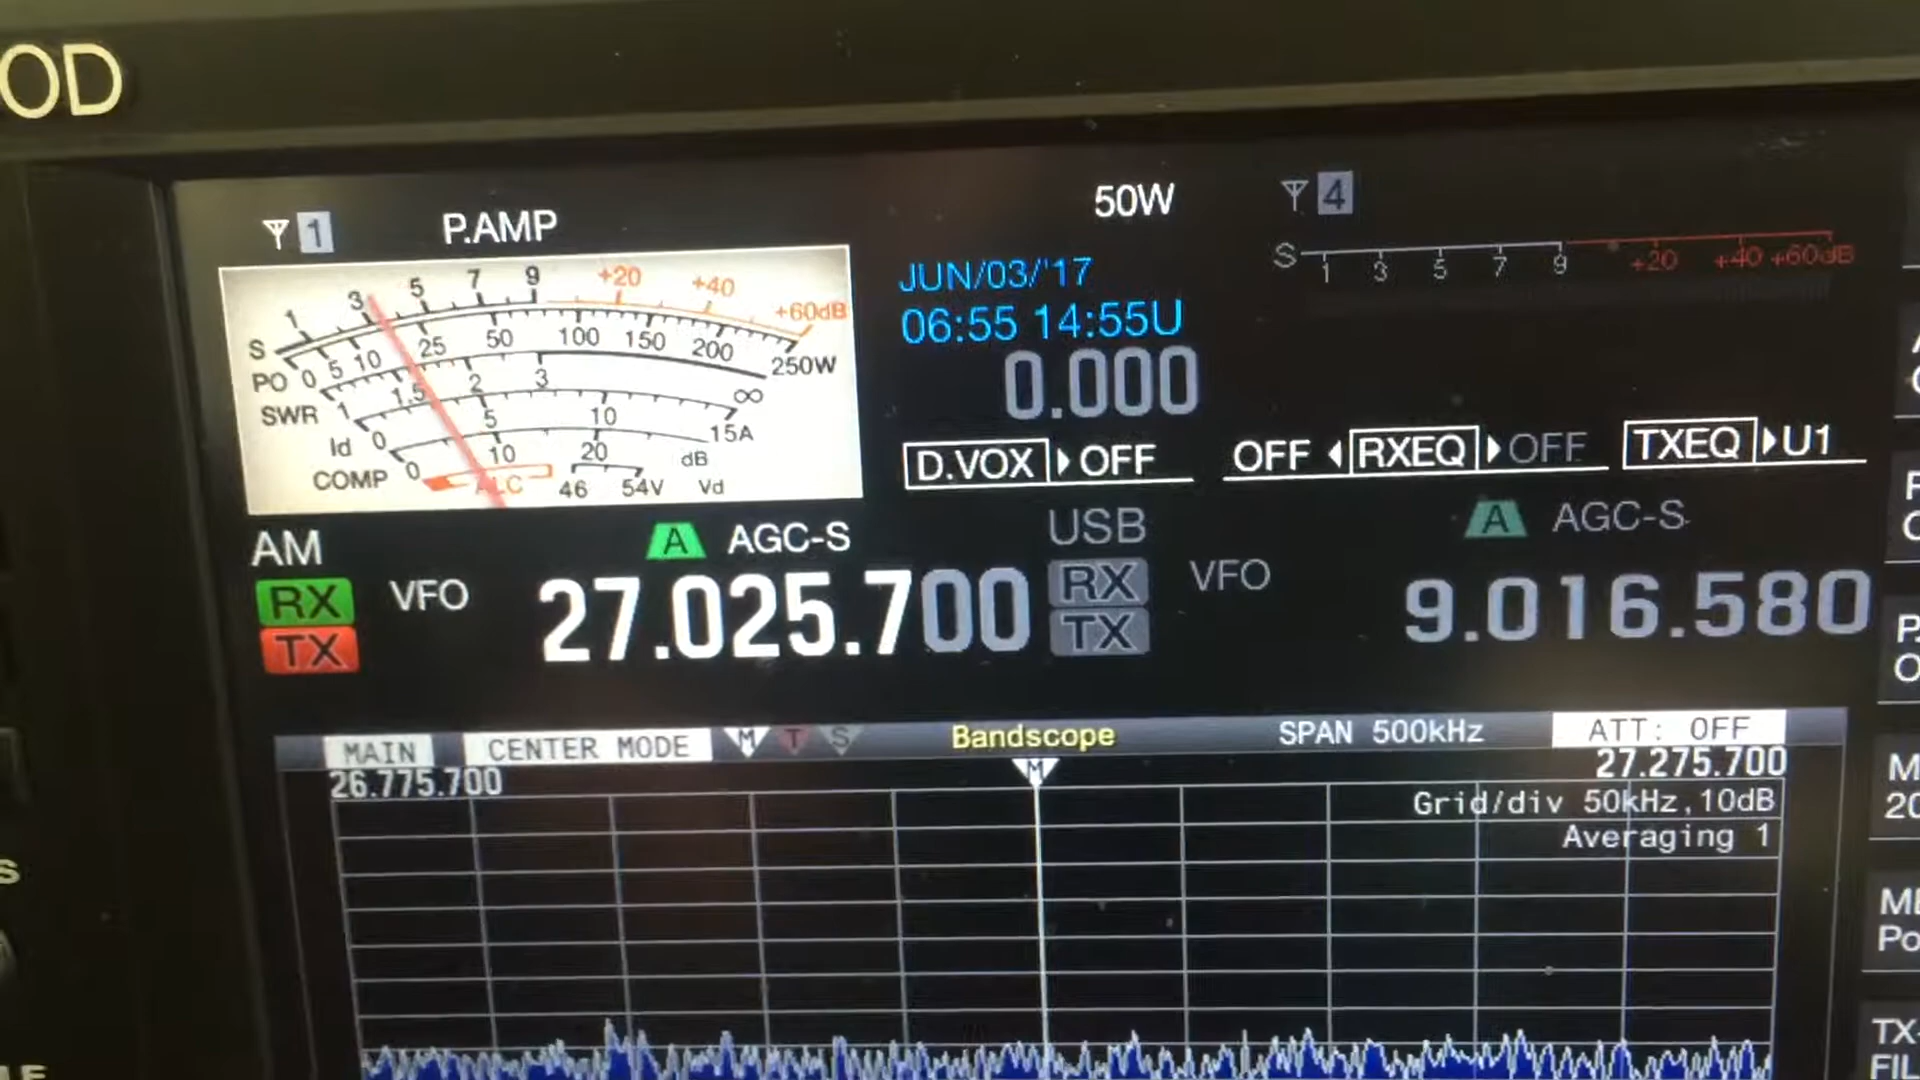 OD
1 P.AMP 50W 4
S 1 3 5 7 9 +20 +40 +60dB
PO 0 5 10 25 50 100 150 200 250W
SWR 1 1.5 2 3 ∞
Id 0 5 10 15A
COMP 0 10 20 dB
ALC 46 54V Vd
JUN/03/'17
06:55 14:55U
0.000
S 1 3 5 7 9 +20 +40 +60dB
D.VOX OFF OFF RXEQ OFF TXEQ U1
AM A AGC-S USB A AGC-S
RX VFO 27.025.700 RX VFO 9.016.580
TX TX
MAIN CENTER MODE M T S Bandscope SPAN 500kHz ATT: OFF
26.775.700 M 27.275.700
Grid/div 50kHz,10dB
Averaging 1
M
20
Po
TX
FIL